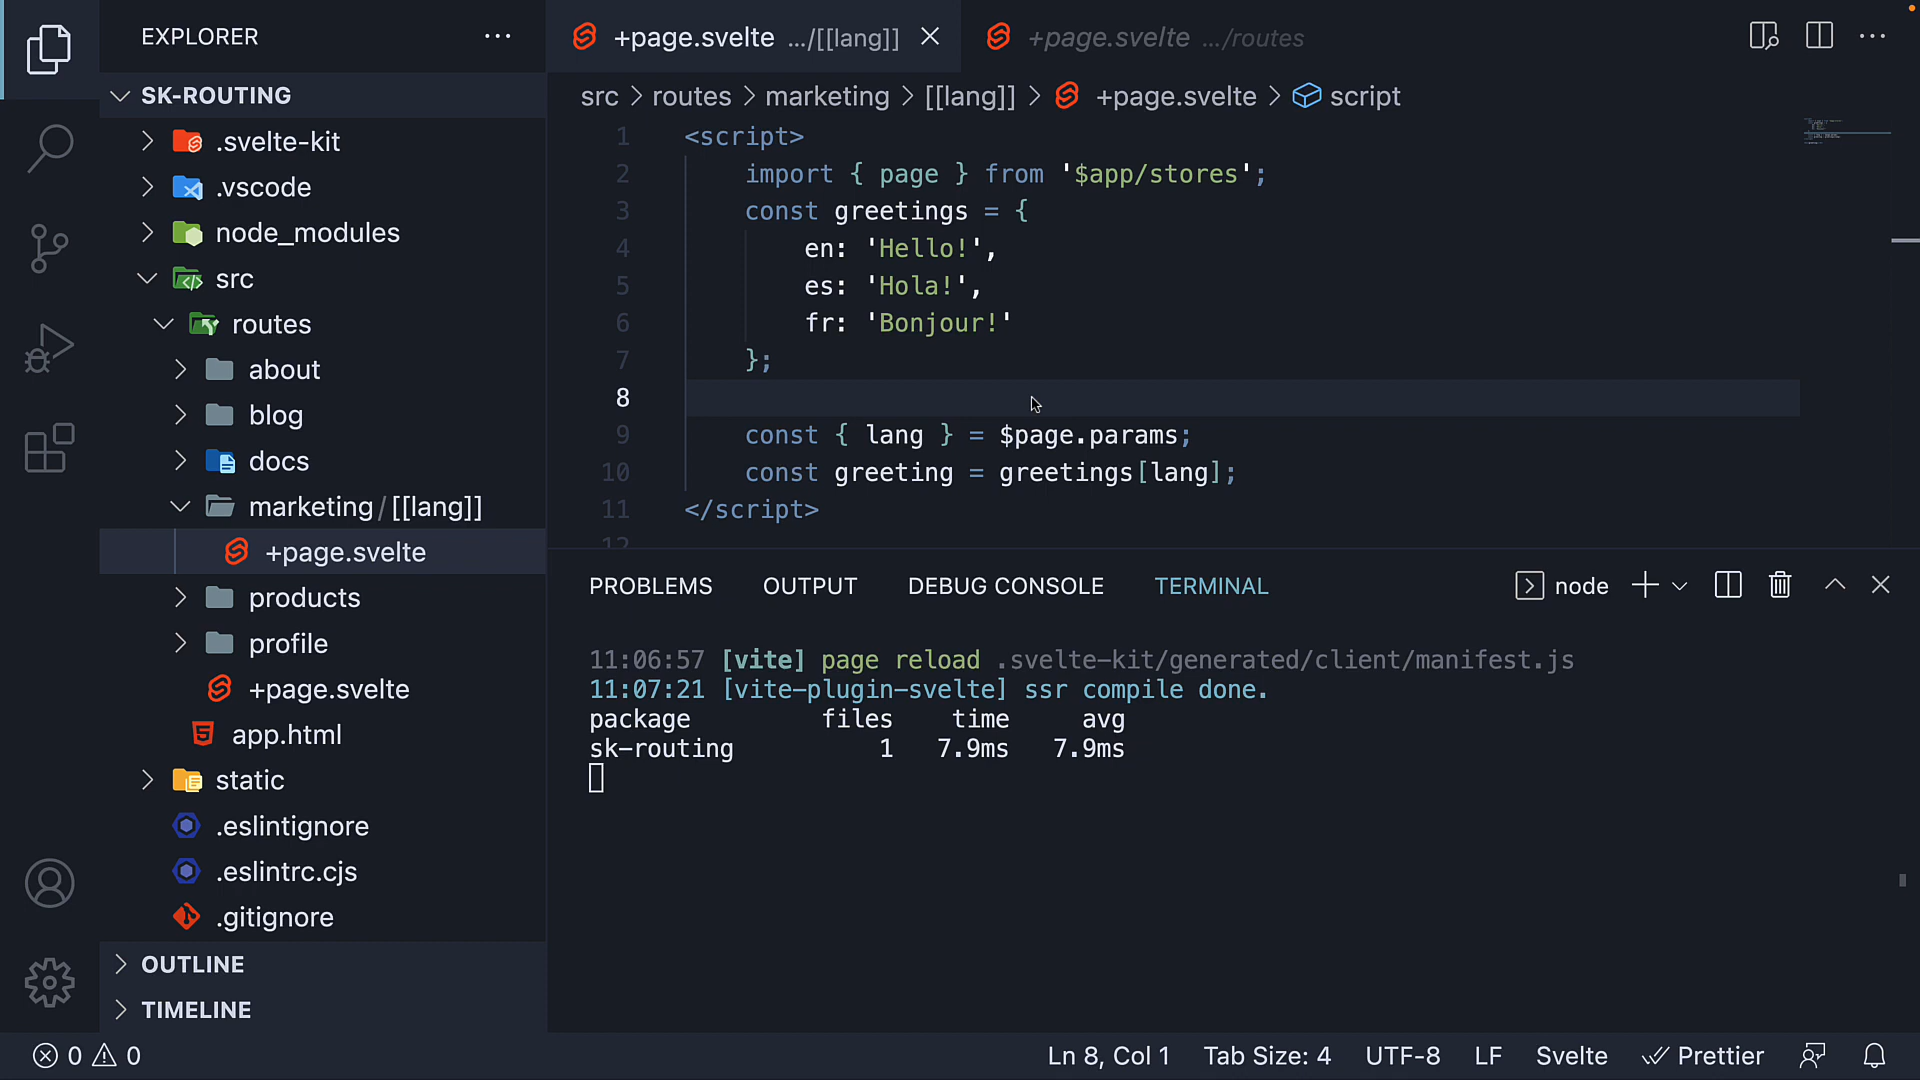 EXPLORER
SK-ROUTING
.svelte-kit
.vscode
node_modules
src
routes
about
blog
docs
marketing/[[lang]]
+page.svelte
products
profile
+page.svelte
app.html
static
.eslintignore
.eslintrc.cjs
.gitignore
OUTLINE
TIMELINE
+page.svelte .../[[lang]]
+page.svelte .../routes
src > routes > marketing > [[lang]] > +page.svelte > script
1 <script>
2 import { page } from '$app/stores';
3 const greetings = {
4 en: 'Hello!',
5 es: 'Hola!',
6 fr: 'Bonjour!'
7 };
8
9 const { lang } = $page.params;
10 const greeting = greetings[lang];
11 </script>
12
PROBLEMS OUTPUT DEBUG CONSOLE TERMINAL node
11:06:57 [vite] page reload .svelte-kit/generated/client/manifest.js
11:07:21 [vite-plugin-svelte] ssr compile done.
package files time avg
sk-routing 1 7.9ms 7.9ms
0 0 Ln 8, Col 1 Tab Size: 4 UTF-8 LF Svelte Prettier